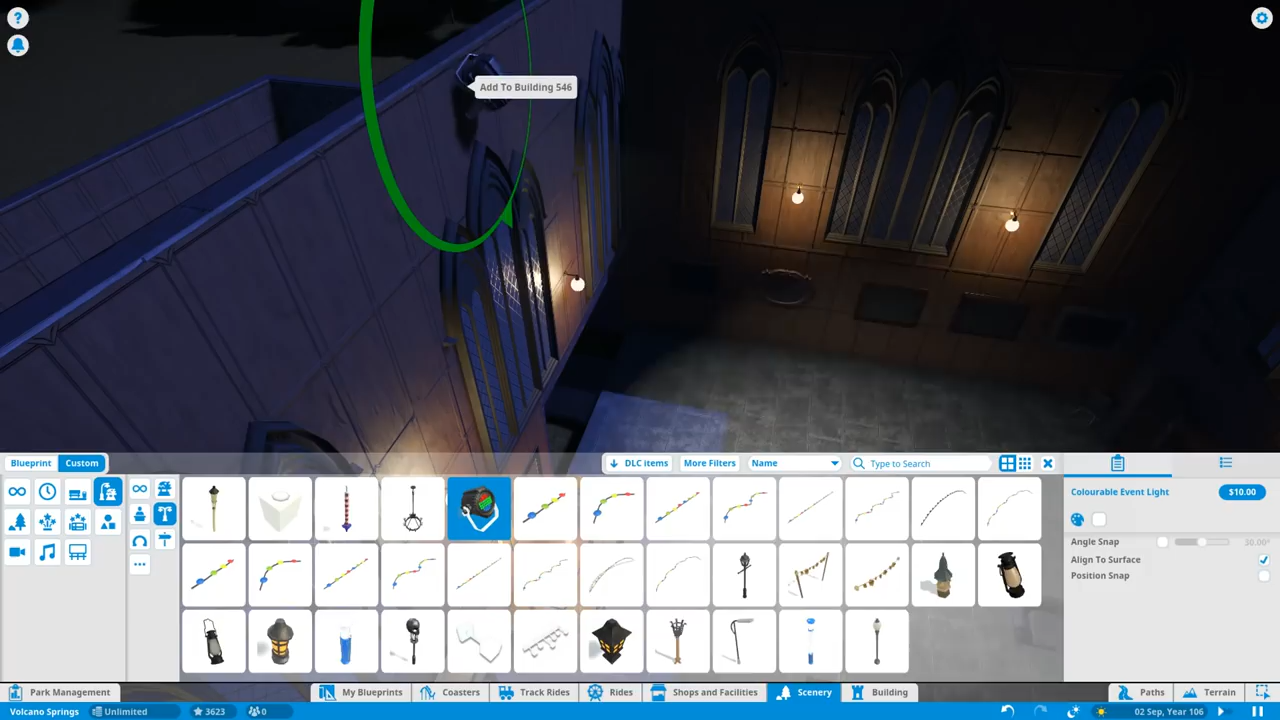 ?
Add To Building 546
Blueprint
Custom
DLC items
More Filters
Name
Type to Search
Colourable Event Light
$10.00
Angle Snap
30.00°
Align To Surface
Position Snap
Park Management
My Blueprints
Coasters
Track Rides
Rides
Shops and Facilities
Scenery
Building
Paths
Terrain
Volcano Springs
Unlimited
3623
0
02 Sep, Year 106